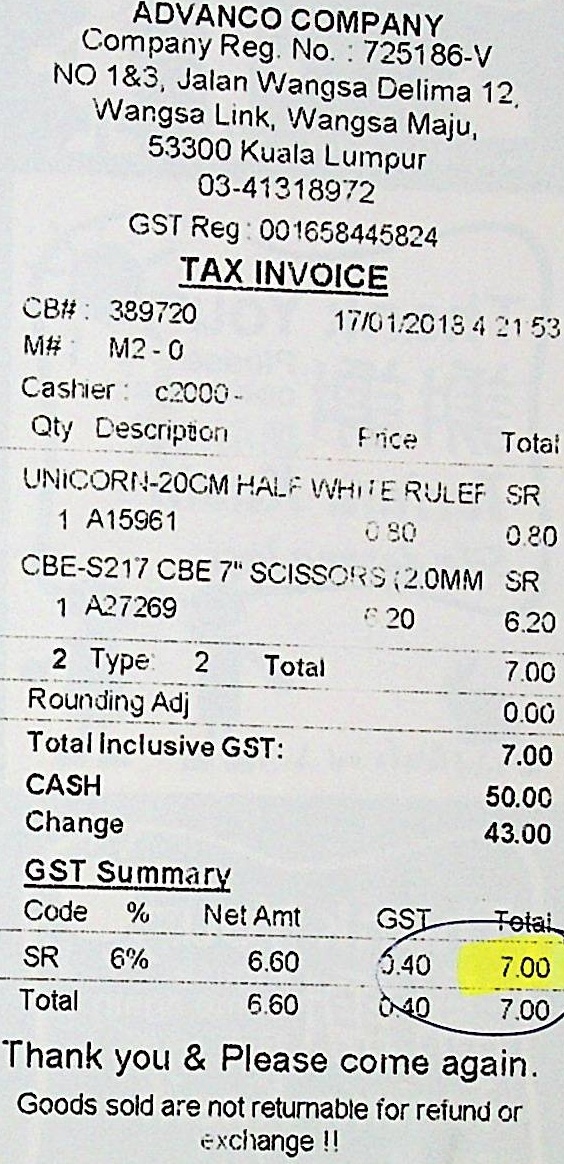 ADVANCO COMPANY
Company Reg. No. : 725186-V
NO 1&3, Jalan Wangsa Delima 12,
Wangsa Link, Wangsa Maju,
53300 Kuala Lumpur
03-41318972
GST Reg : 001658445824
TAX INVOICE
CB# : 389720 17/01/2018 4 21 53
M# : M2 - 0
Cashier : c2000 -
Qty Description Price Total
UNICORN-20CM HALF WHITE RULER SR
1 A15961 0.80 0.80
CBE-S217 CBE 7" SCISSORS (2.0MM SR
1 A27269 6.20 6.20
2 Type: 2 Total 7.00
Rounding Adj 0.00
Total Inclusive GST: 7.00
CASH 50.00
Change 43.00
GST Summary
Code % Net Amt GST Total
SR 6% 6.60 0.40 7.00
Total 6.60 0.40 7.00
Thank you & Please come again.
Goods sold are not returnable for refund or
exchange !!